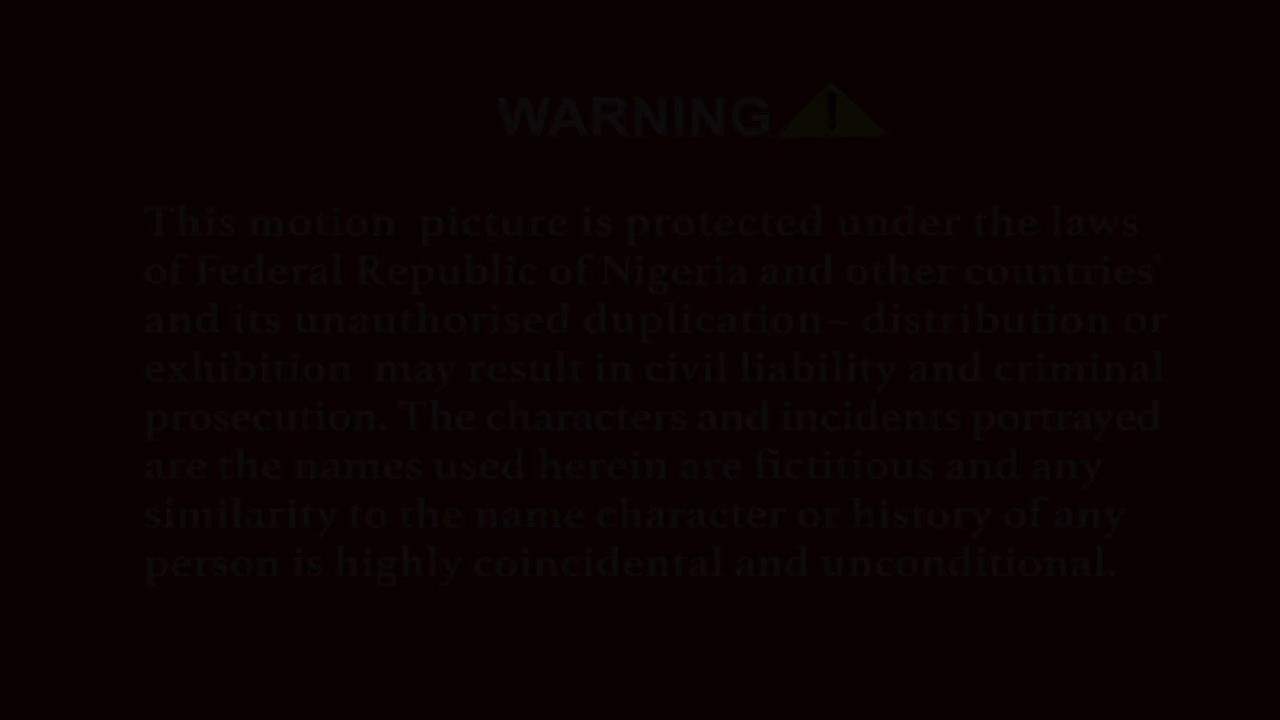 WARNING !
This motion picture is protected under the laws
of Federal Republic of Nigeria and other countries'
and its unauthorised duplication~ distribution or
exhibition may result in civil liability and criminal
prosecution. The characters and incidents portrayed
are the names used herein are fictitious and any
similarity to the name character or history of any
person is highly coincidental and unconditional.